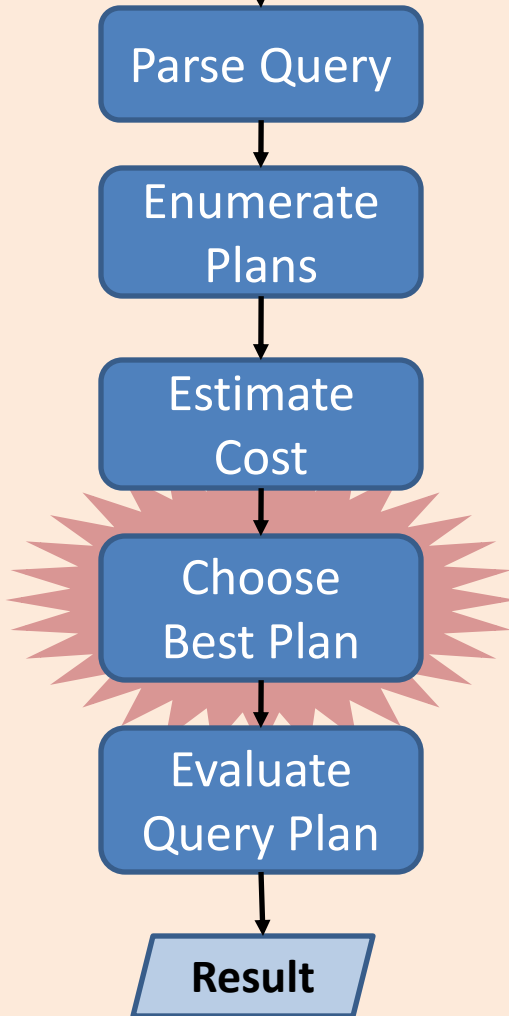 Parse Query
Enumerate
Plans
Estimate
Cost
Choose
Best Plan
Evaluate
Query Plan
Result